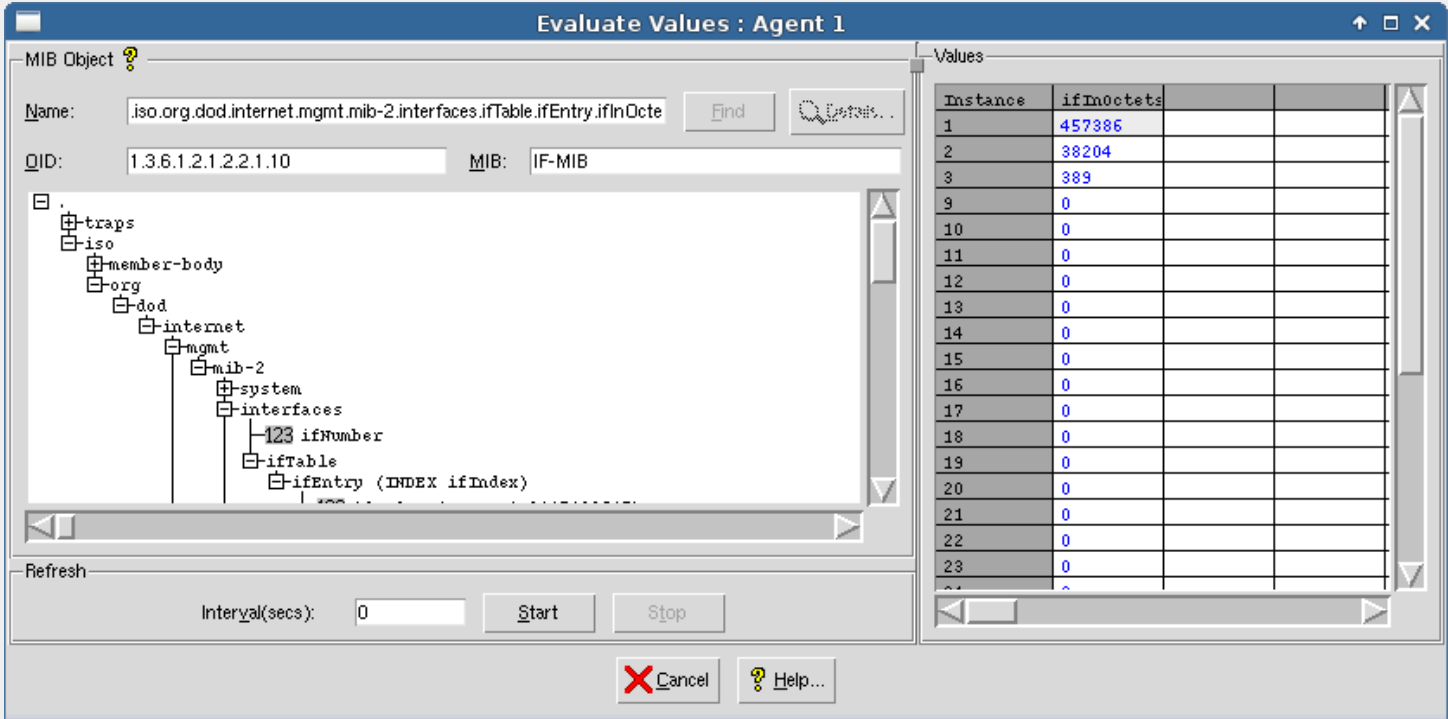 Evaluate Values : Agent 1
MIB Object
Name: .iso.org.dod.internet.mgmt.mib-2.interfaces.ifTable.ifEntry.ifInOcte Find Details...
OID: 1.3.6.1.2.1.2.2.1.10 MIB: IF-MIB
.
traps
iso
member-body
org
dod
internet
mgmt
mib-2
system
interfaces
123 ifNumber
ifTable
ifEntry (INDEX ifIndex)
Refresh
Interval(secs): 0 Start Stop
Values
Instance ifInOctets
1 457386
2 38204
3 389
9 0
10 0
11 0
12 0
13 0
14 0
15 0
16 0
17 0
18 0
19 0
20 0
21 0
22 0
23 0
Cancel Help...